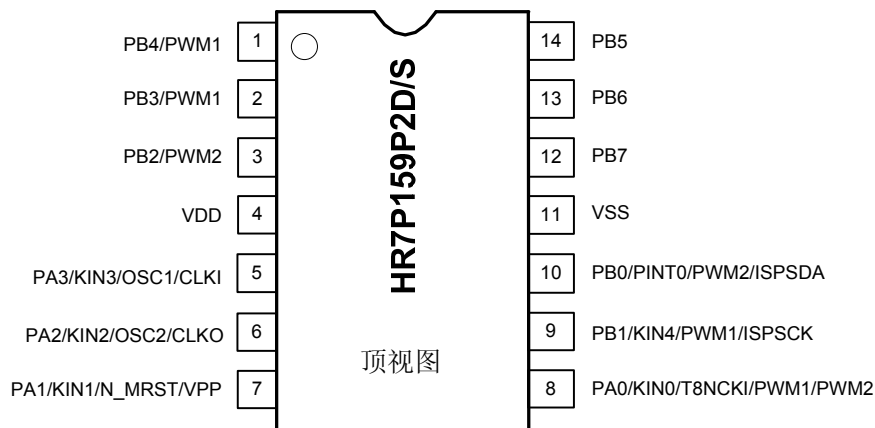 PB4/PWM1 1 14 PB5
PB3/PWM1 2 13 PB6
PB2/PWM2 3 12 PB7
VDD 4 11 VSS
PA3/KIN3/OSC1/CLKI 5 10 PB0/PINT0/PWM2/ISPSDA
PA2/KIN2/OSC2/CLKO 6 9 PB1/KIN4/PWM1/ISPSCK
PA1/KIN1/N_MRST/VPP 7 8 PA0/KIN0/T8NCKI/PWM1/PWM2
HR7P159P2D/S
顶视图